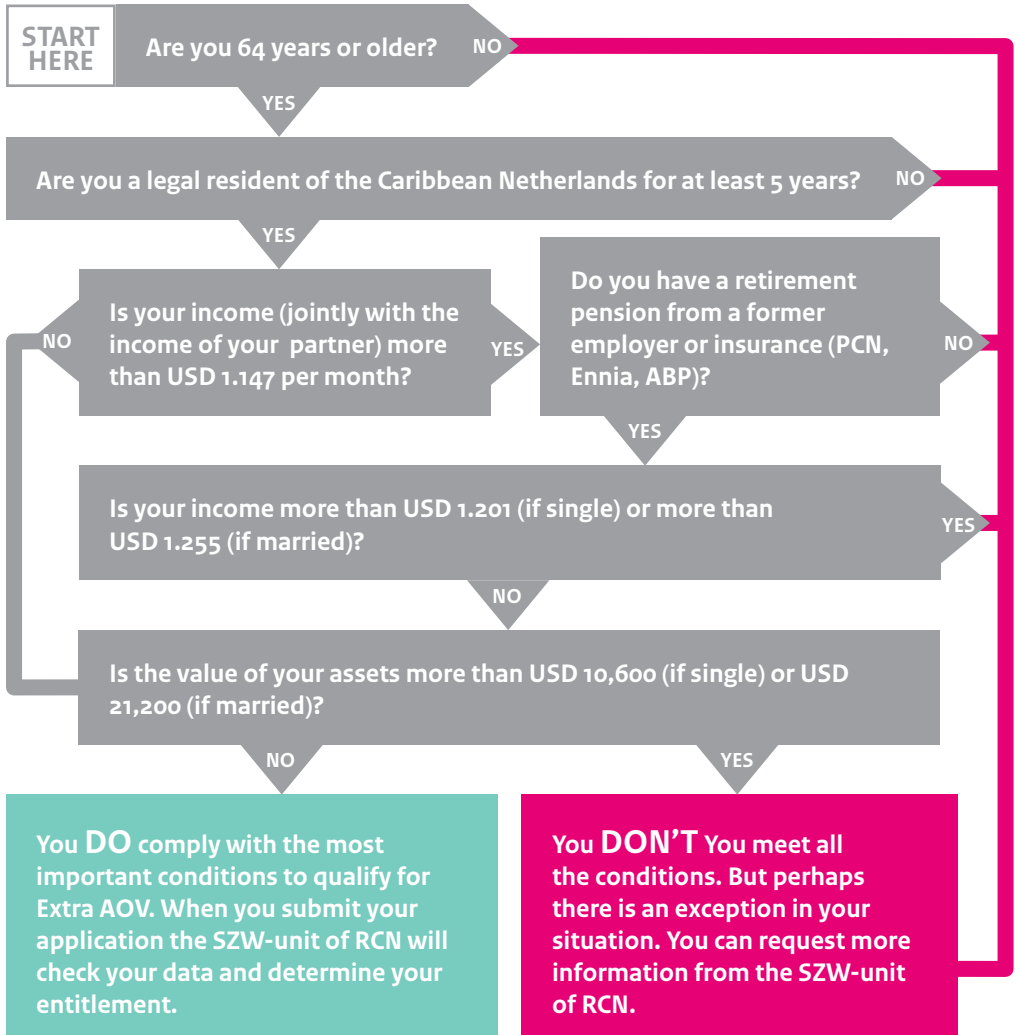 START
HERE
Are you 64 years or older?
NO
YES
Are you a legal resident of the Caribbean Netherlands for at least 5 years?
NO
YES
NO
Is your income (jointly with the
income of your partner) more
than USD 1.147 per month?
YES
Do you have a retirement
pension from a former
employer or insurance (PCN,
Ennia, ABP)?
NO
YES
Is your income more than USD 1.201 (if single) or more than
USD 1.255 (if married)?
YES
NO
Is the value of your assets more than USD 10,600 (if single) or USD
21,200 (if married)?
NO
YES
You DO comply with the most
important conditions to qualify for
Extra AOV. When you submit your
application the SZW-unit of RCN will
check your data and determine your
entitlement.
You DON'T You meet all
the conditions. But perhaps
there is an exception in your
situation. You can request more
information from the SZW-unit
of RCN.